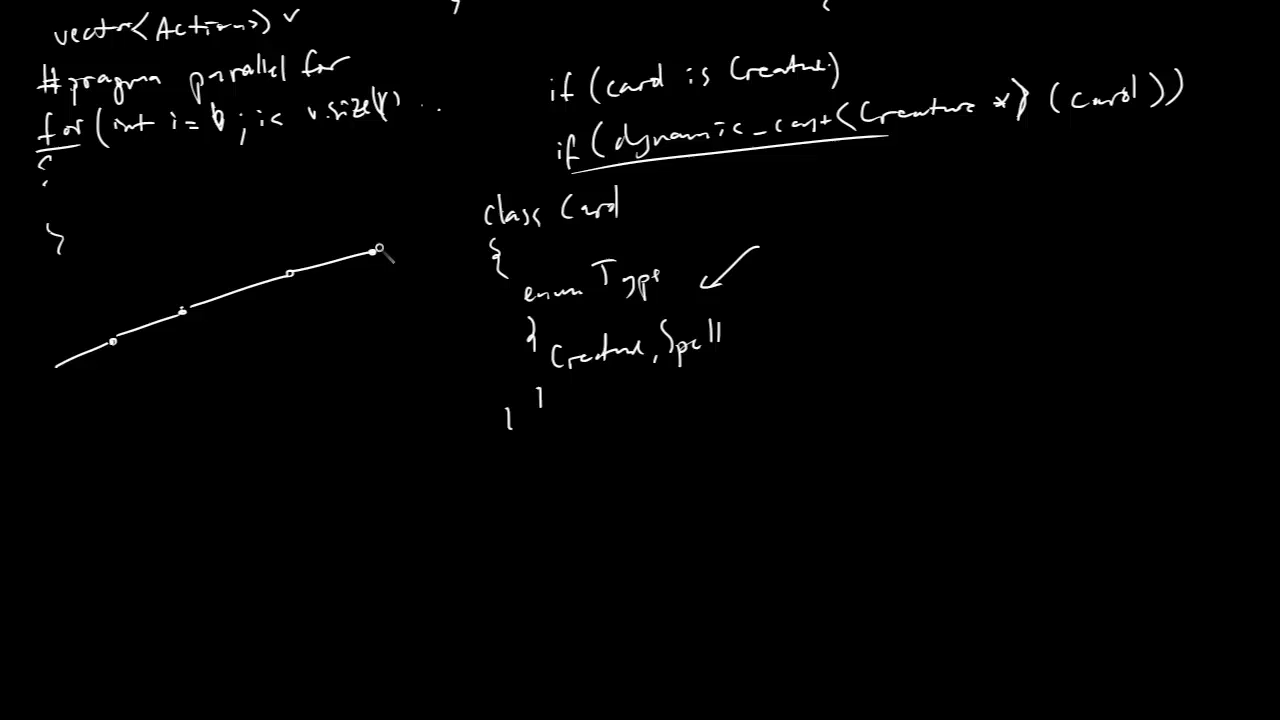 vector<Action> v
#pragma parallel for
for (int i=0; i< v.size() ..
{
}
if (card is Creature)
if (dynamic_cast<Creature *> (card))
class Card
{
enum Type
}
Creature, Spell